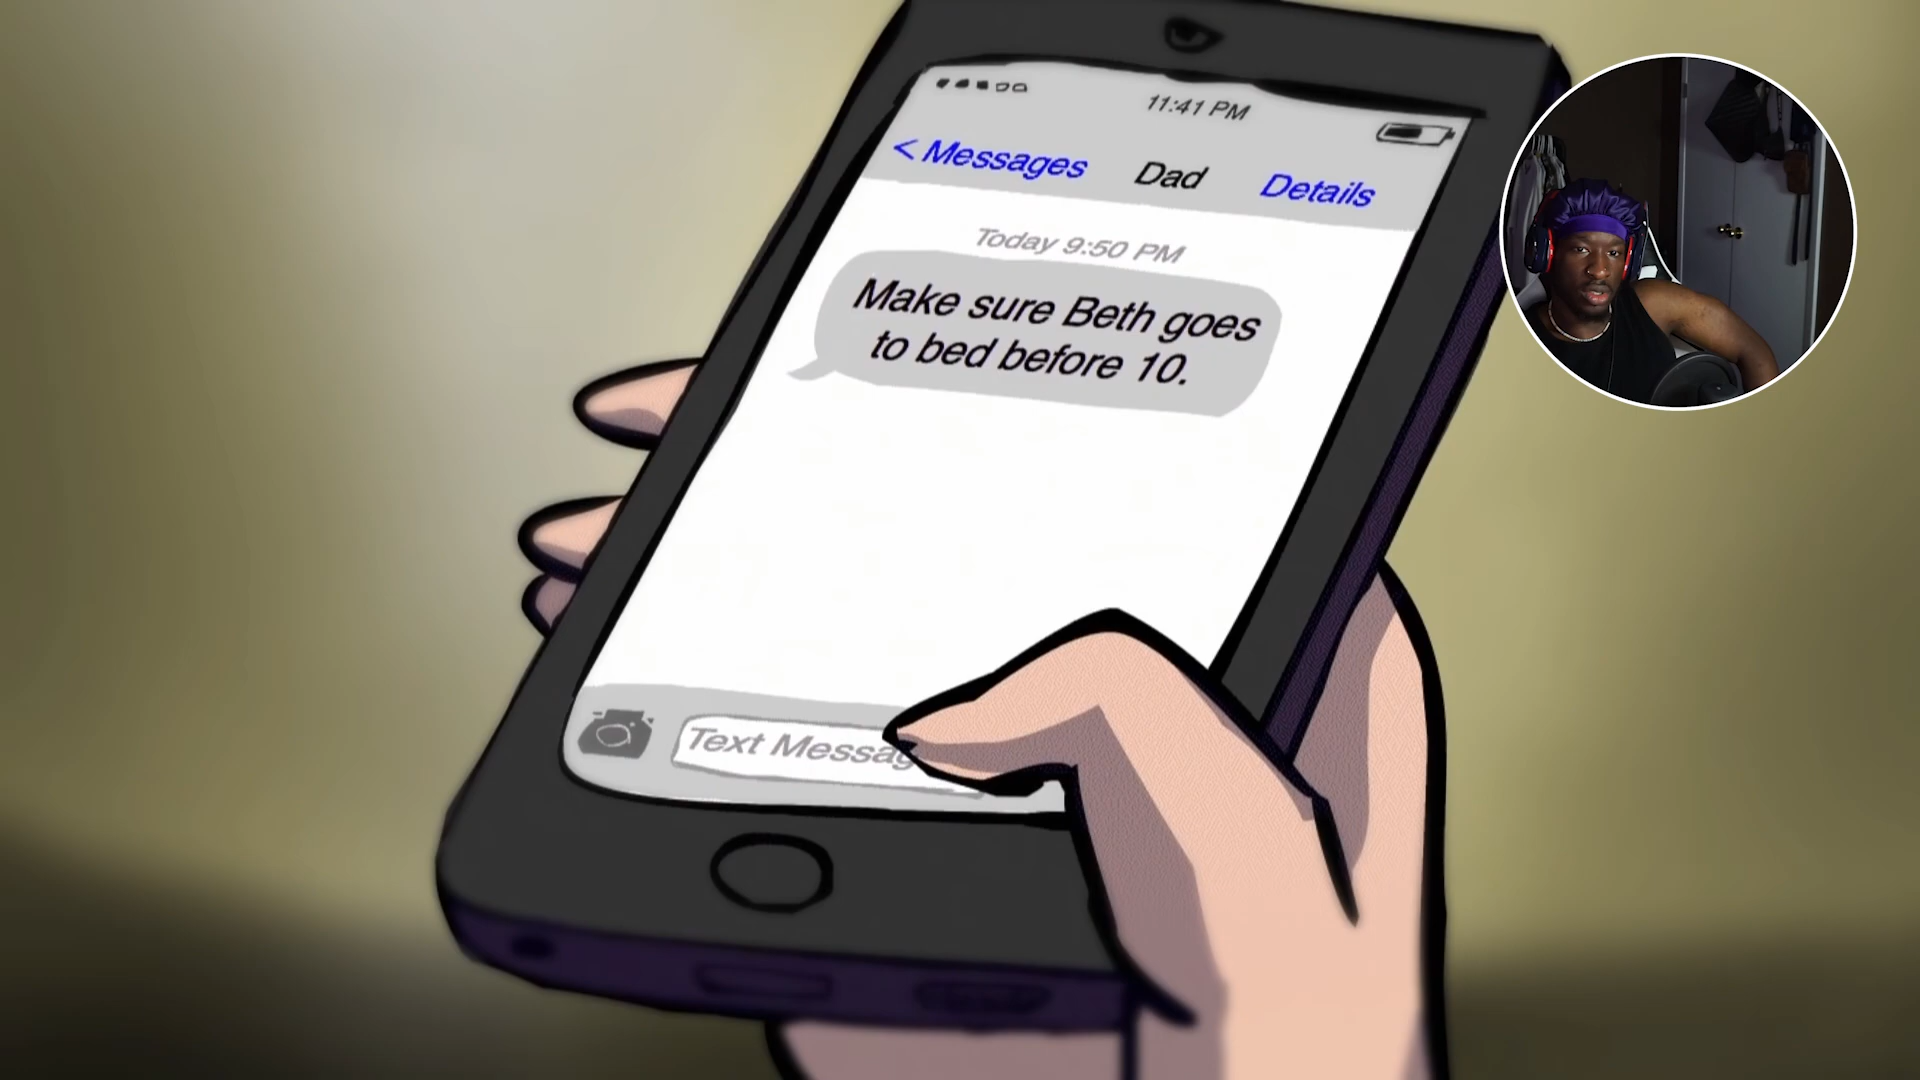 11:41 PM
< Messages Dad Details
Today 9:50 PM
Make sure Beth goes
to bed before 10.
Text Messag